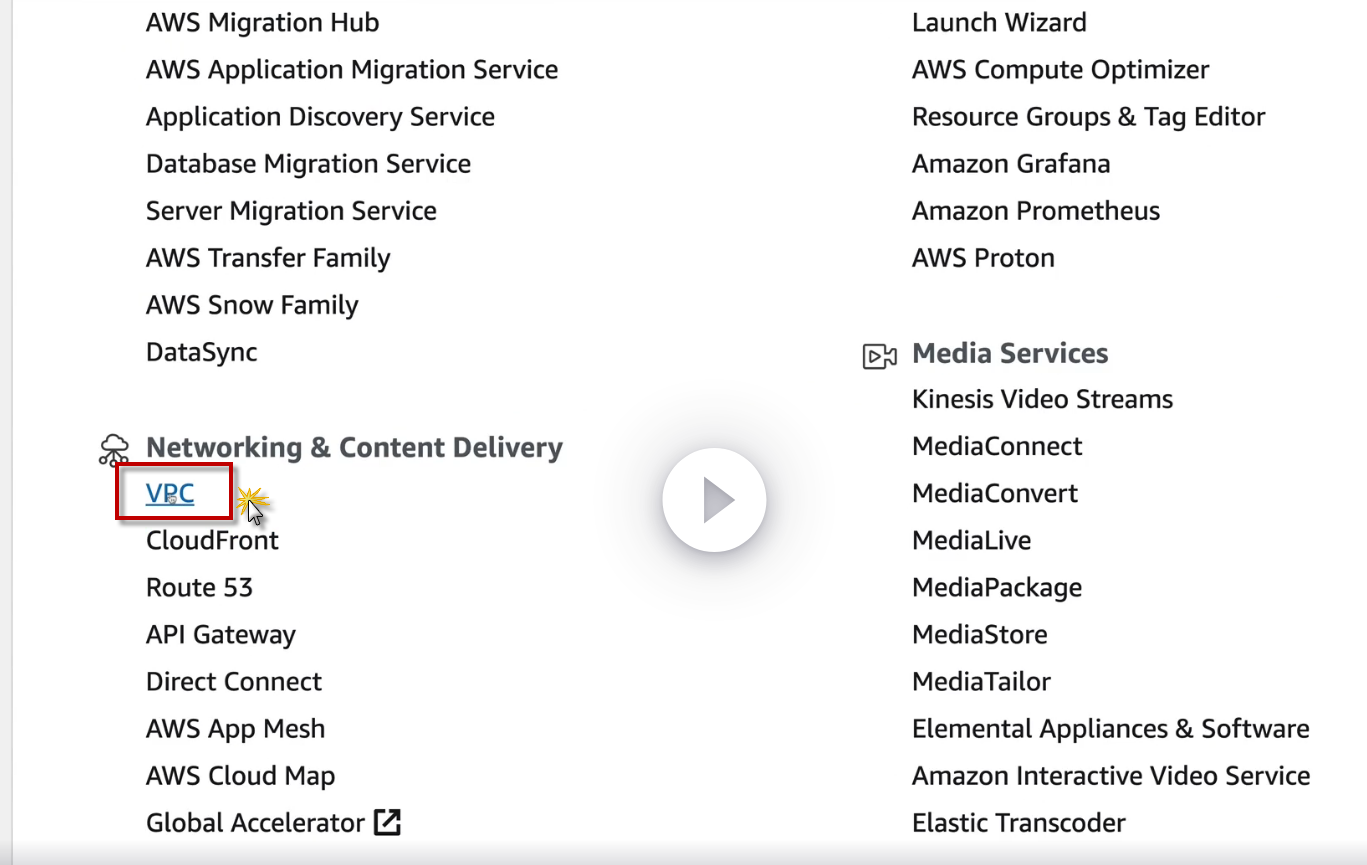 AWS Migration Hub
AWS Application Migration Service
Application Discovery Service
Database Migration Service
Server Migration Service
AWS Transfer Family
AWS Snow Family
DataSync
Networking & Content Delivery
VPC
CloudFront
Route 53
API Gateway
Direct Connect
AWS App Mesh
AWS Cloud Map
Global Accelerator
Launch Wizard
AWS Compute Optimizer
Resource Groups & Tag Editor
Amazon Grafana
Amazon Prometheus
AWS Proton
Media Services
Kinesis Video Streams
MediaConnect
MediaConvert
MediaLive
MediaPackage
MediaStore
MediaTailor
Elemental Appliances & Software
Amazon Interactive Video Service
Elastic Transcoder